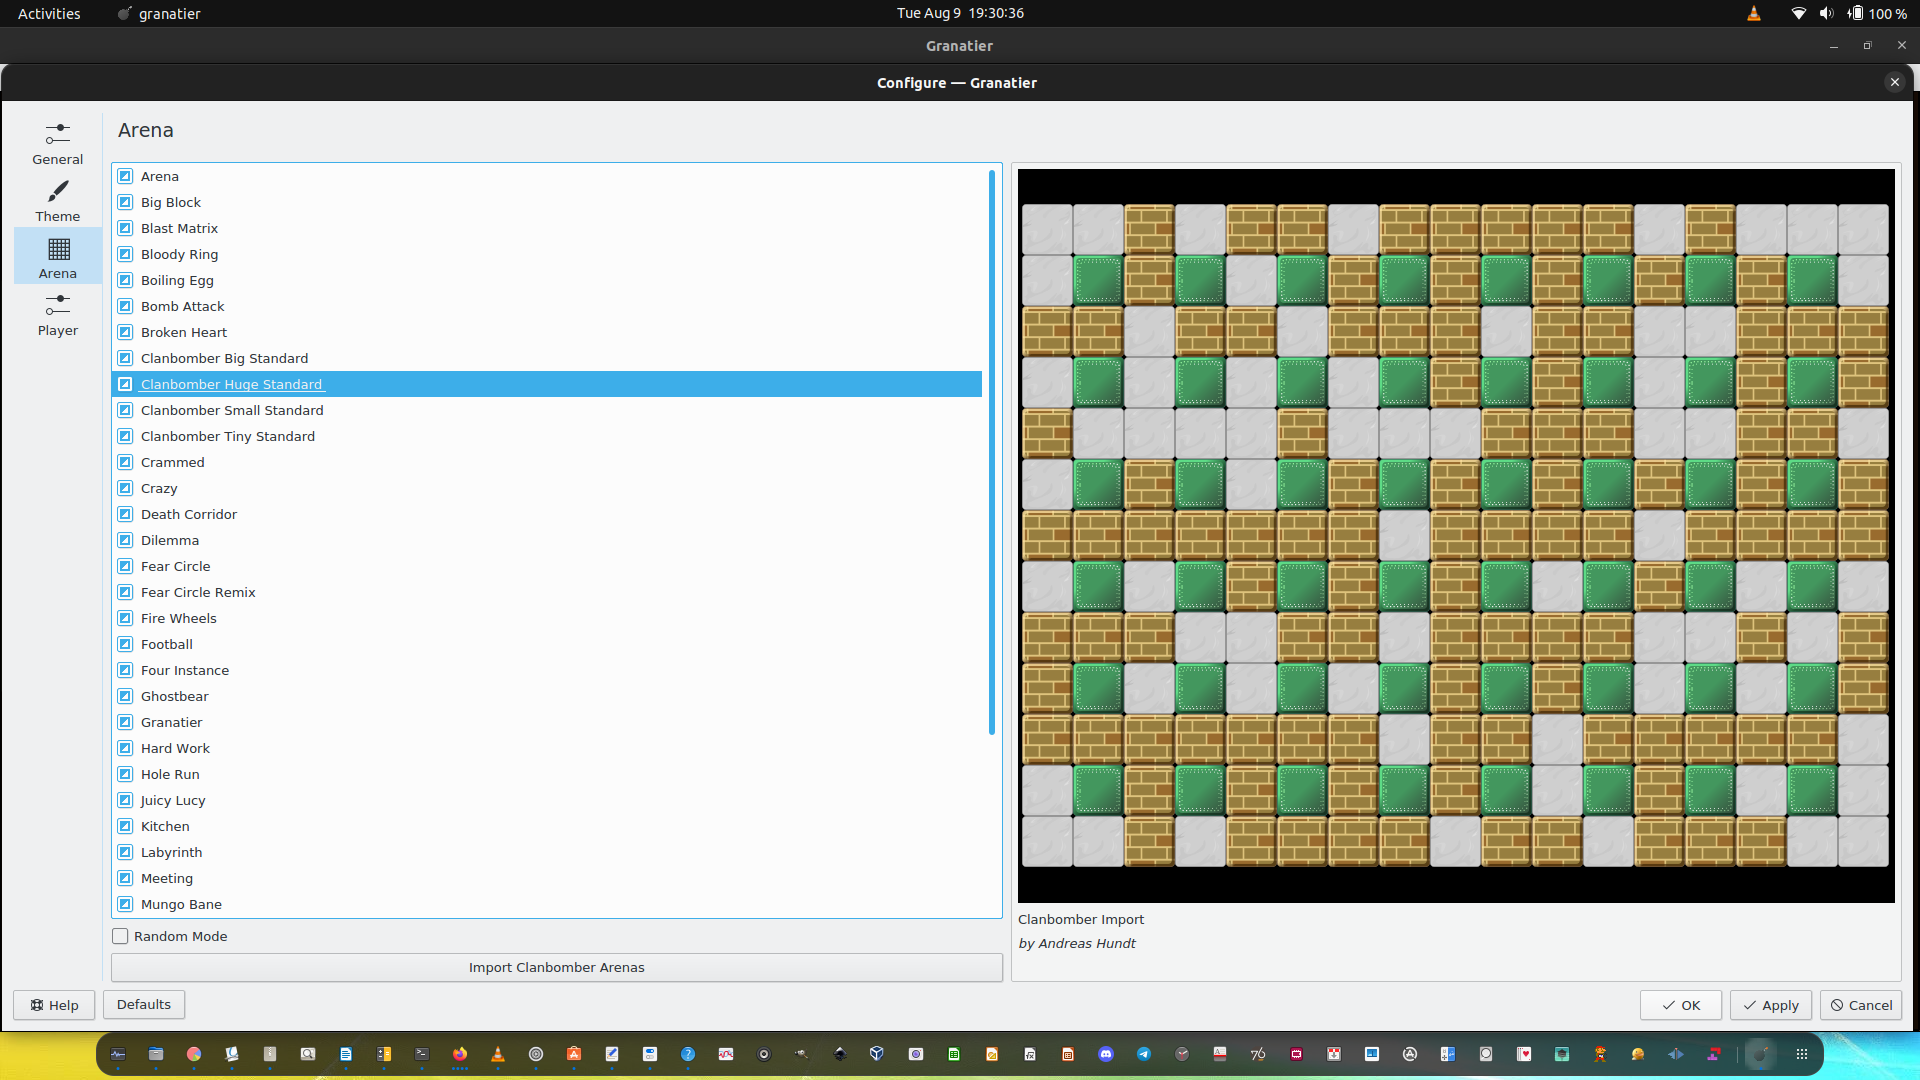 Activities
granatier
Tue Aug 9 19:30:36
100 %
Granatier
Configure — Granatier
General
Theme
Arena
Player
Arena
Arena
Big Block
Blast Matrix
Bloody Ring
Boiling Egg
Bomb Attack
Broken Heart
Clanbomber Big Standard
Clanbomber Huge Standard
Clanbomber Small Standard
Clanbomber Tiny Standard
Crammed
Crazy
Death Corridor
Dilemma
Fear Circle
Fear Circle Remix
Fire Wheels
Football
Four Instance
Ghostbear
Granatier
Hard Work
Hole Run
Juicy Lucy
Kitchen
Labyrinth
Meeting
Mungo Bane
Random Mode
Import Clanbomber Arenas
Clanbomber Import
by Andreas Hundt
Help
Defaults
OK
Apply
Cancel